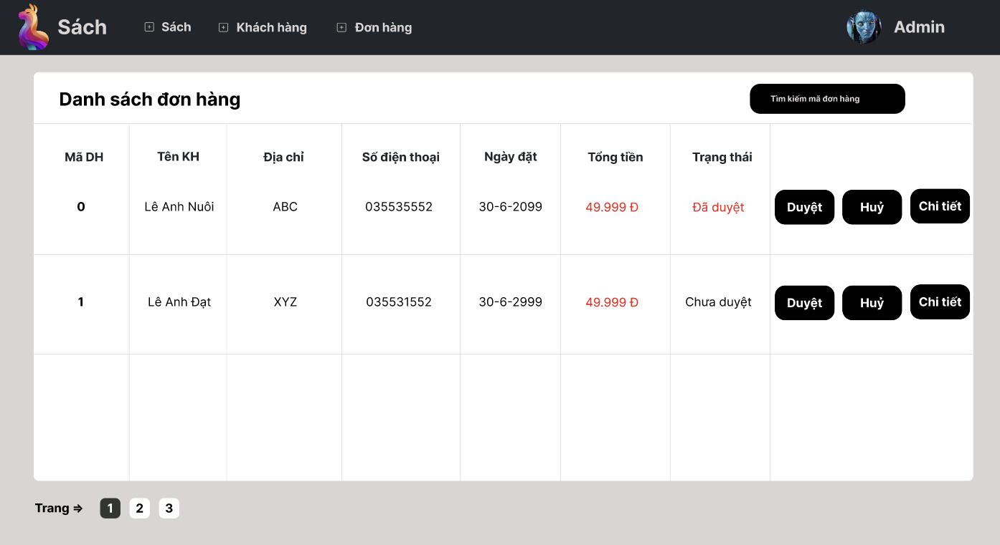 Sách Sách Khách hàng Đơn hàng Admin
Danh sách đơn hàng Tìm kiếm mã đơn hàng
Mã DH Tên KH Địa chỉ Số điện thoại Ngày đặt Tổng tiền Trạng thái
0 Lê Anh Nuôi ABC 035535552 30-6-2099 49.999 Đ Đã duyệt Duyệt Huỷ Chi tiết
1 Lê Anh Đạt XYZ 035531552 30-6-2999 49.999 Đ Chưa duyệt Duyệt Huỷ Chi tiết
Trang ⇒ 1 2 3